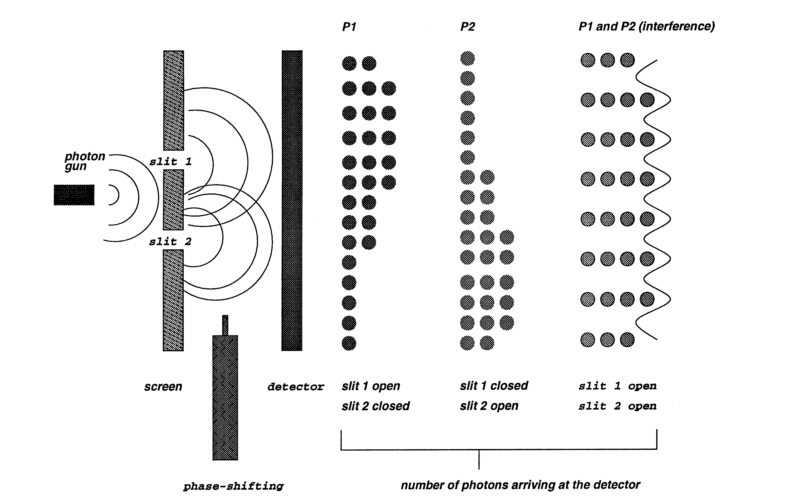 P1
P2
P1 and P2 (interference)
photon
gun
slit 1
slit 2
screen
detector
slit 1 open
slit 2 closed
slit 1 closed
slit 2 open
slit 1 open
slit 2 open
phase-shifting
number of photons arriving at the detector